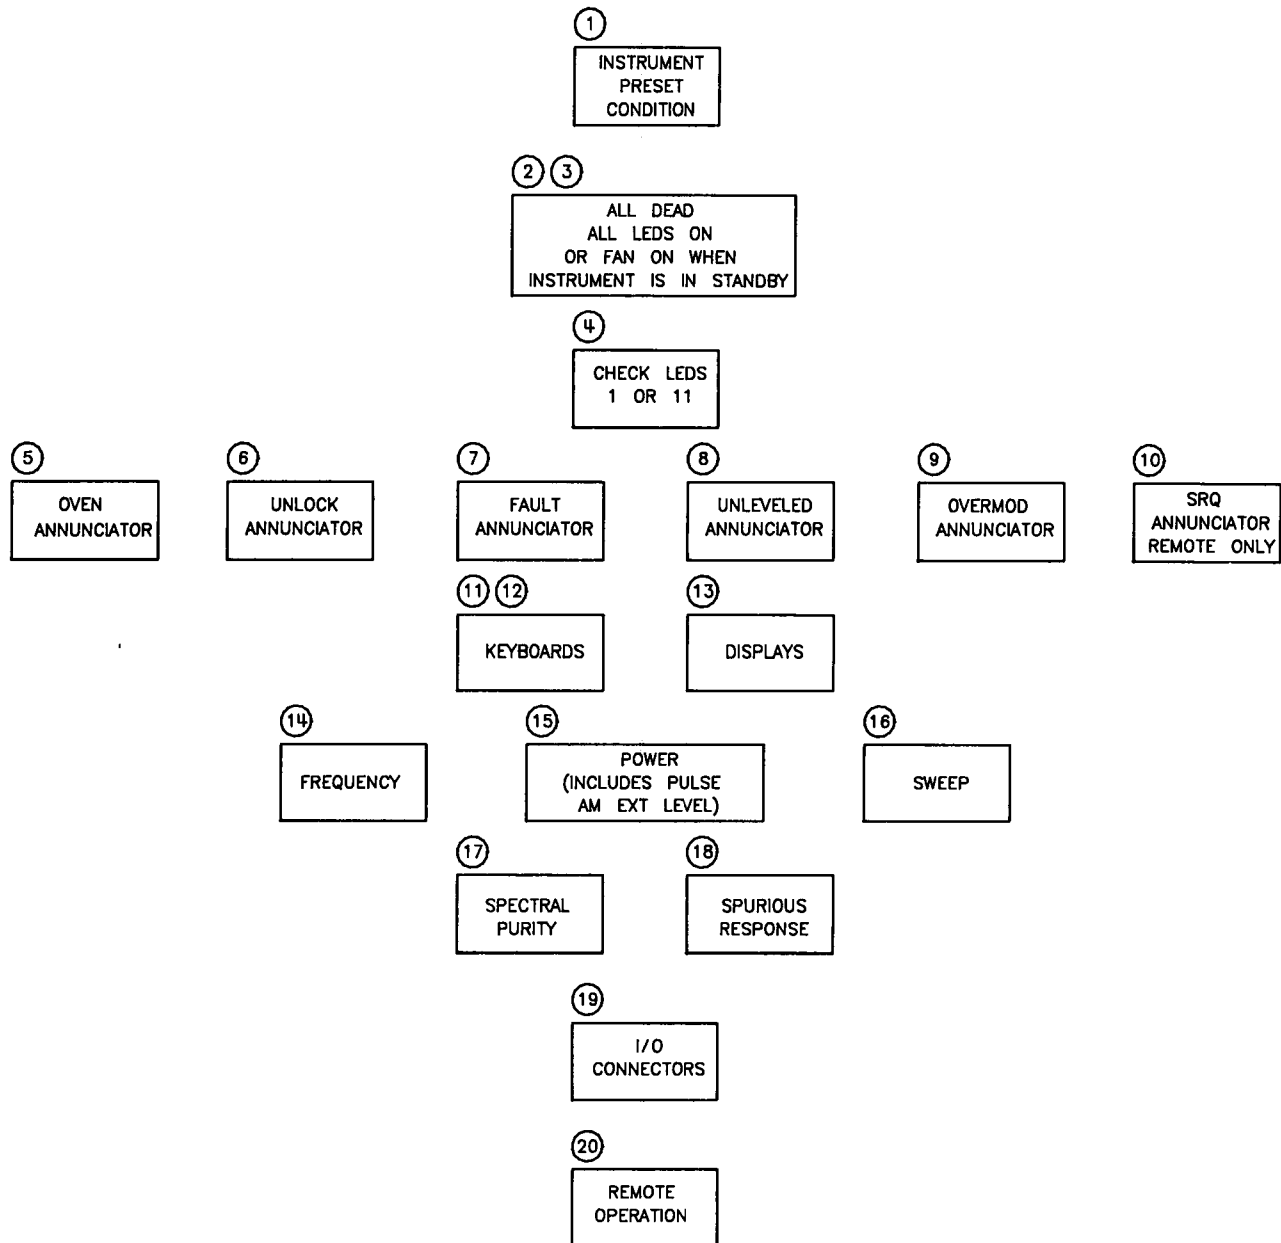 1
INSTRUMENT
PRESET
CONDITION
2 3
ALL DEAD
ALL LEDS ON
OR FAN ON WHEN
INSTRUMENT IS IN STANDBY
4
CHECK LEDS
1 OR 11
5
OVEN
ANNUNCIATOR
6
UNLOCK
ANNUNCIATOR
7
FAULT
ANNUNCIATOR
8
UNLEVELED
ANNUNCIATOR
9
OVERMOD
ANNUNCIATOR
10
SRQ
ANNUNCIATOR
REMOTE ONLY
11 12
KEYBOARDS
13
DISPLAYS
14
FREQUENCY
15
POWER
(INCLUDES PULSE
AM EXT LEVEL)
16
SWEEP
17
SPECTRAL
PURITY
18
SPURIOUS
RESPONSE
19
I/O
CONNECTORS
20
REMOTE
OPERATION